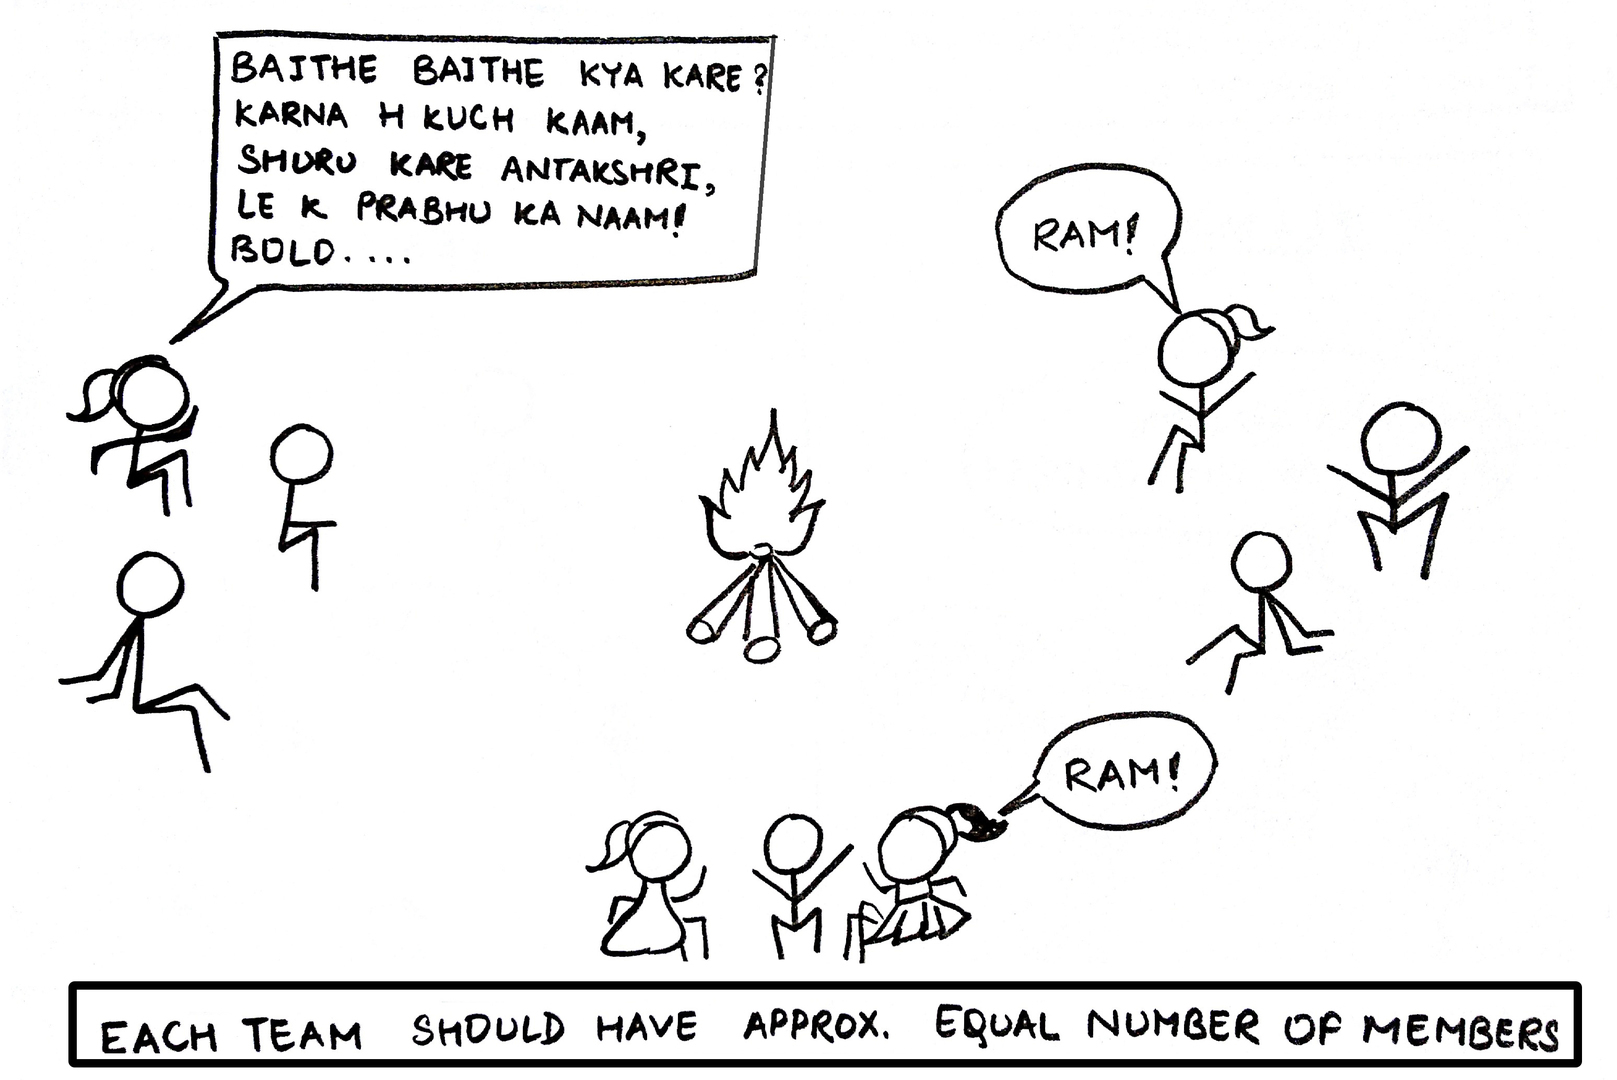 BAITHE BAITHE KYA KARE?
KARNA H KUCH KAAM,
SHURU KARE ANTAKSHRI,
LE K PRABHU KA NAAM!
BOLO....
RAM!
RAM!
EACH TEAM SHOULD HAVE APPROX. EQUAL NUMBER OF MEMBERS